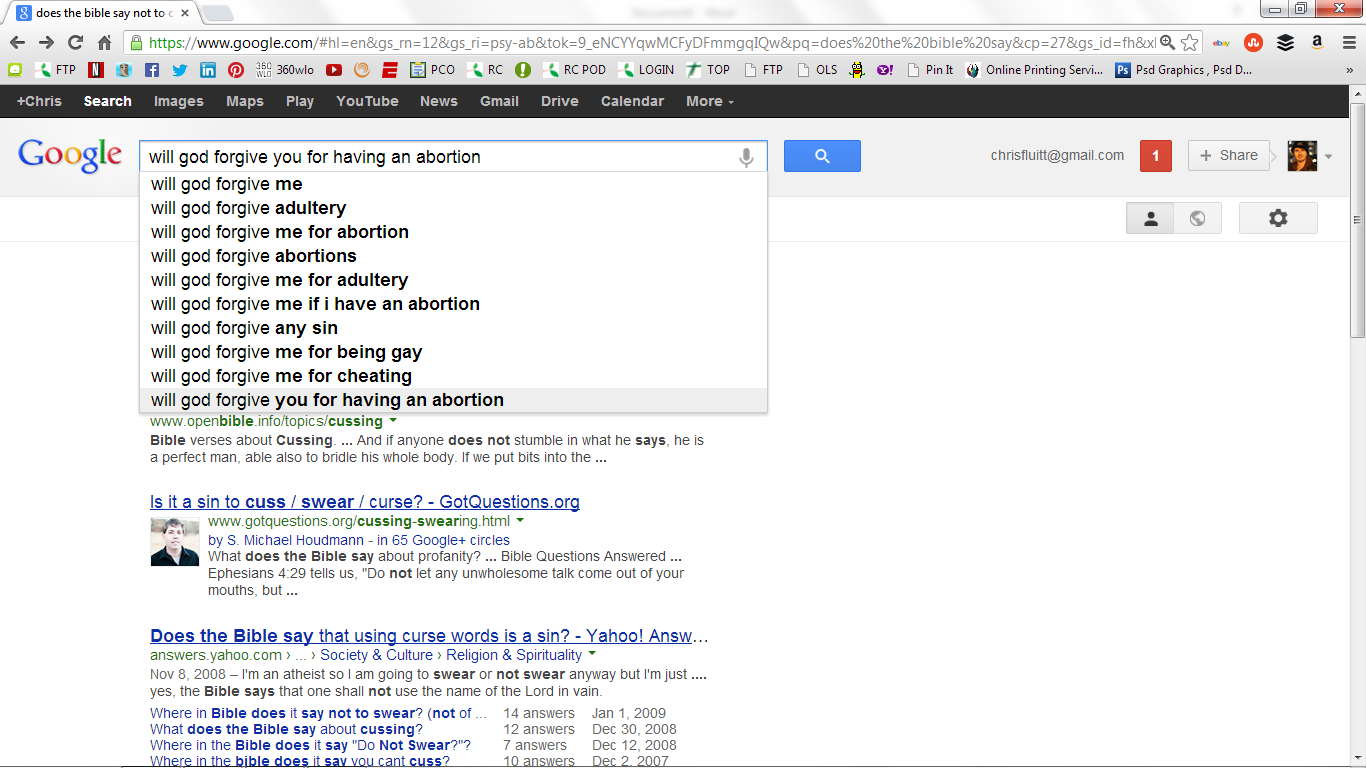 does the bible say not to c
https://www.google.com/#hl=en&gs_rn=12&gs_ri=psy-ab&tok=9_eNCYYqwMCFyDFmmgqIQw&pq=does%20the%20bible%20say&cp=27&gs_id=fh&xl
FTP 360wlo PCO RC RC POD LOGIN TOP FTP OLS Pin It Online Printing Servi... Psd Graphics , Psd D... »
+Chris Search Images Maps Play YouTube News Gmail Drive Calendar More
Google will god forgive you for having an abortion chrisfluitt@gmail.com 1 + Share
will god forgive me
will god forgive adultery
will god forgive me for abortion
will god forgive abortions
will god forgive me for adultery
will god forgive me if i have an abortion
will god forgive any sin
will god forgive me for being gay
will god forgive me for cheating
will god forgive you for having an abortion
www.openbible.info/topics/cussing
Bible verses about Cussing. ... And if anyone does not stumble in what he says, he is
a perfect man, able also to bridle his whole body. If we put bits into the ...
Is it a sin to cuss / swear / curse? - GotQuestions.org
www.gotquestions.org/cussing-swearing.html
by S. Michael Houdmann - in 65 Google+ circles
What does the Bible say about profanity? ... Bible Questions Answered ...
Ephesians 4:29 tells us, "Do not let any unwholesome talk come out of your
mouths, but ...
Does the Bible say that using curse words is a sin? - Yahoo! Answ...
answers.yahoo.com › ... › Society & Culture › Religion & Spirituality
Nov 8, 2008 – I'm an atheist so I am going to swear or not swear anyway but I'm just ....
yes, the Bible says that one shall not use the name of the Lord in vain.
Where in Bible does it say not to swear? (not of ... 14 answers Jan 1, 2009
What does the Bible say about cussing? 12 answers Dec 30, 2008
Where in the Bible does it say "Do Not Swear?"? 7 answers Dec 12, 2008
Where in the bible does it say you cant cuss? 10 answers Dec 2, 2007